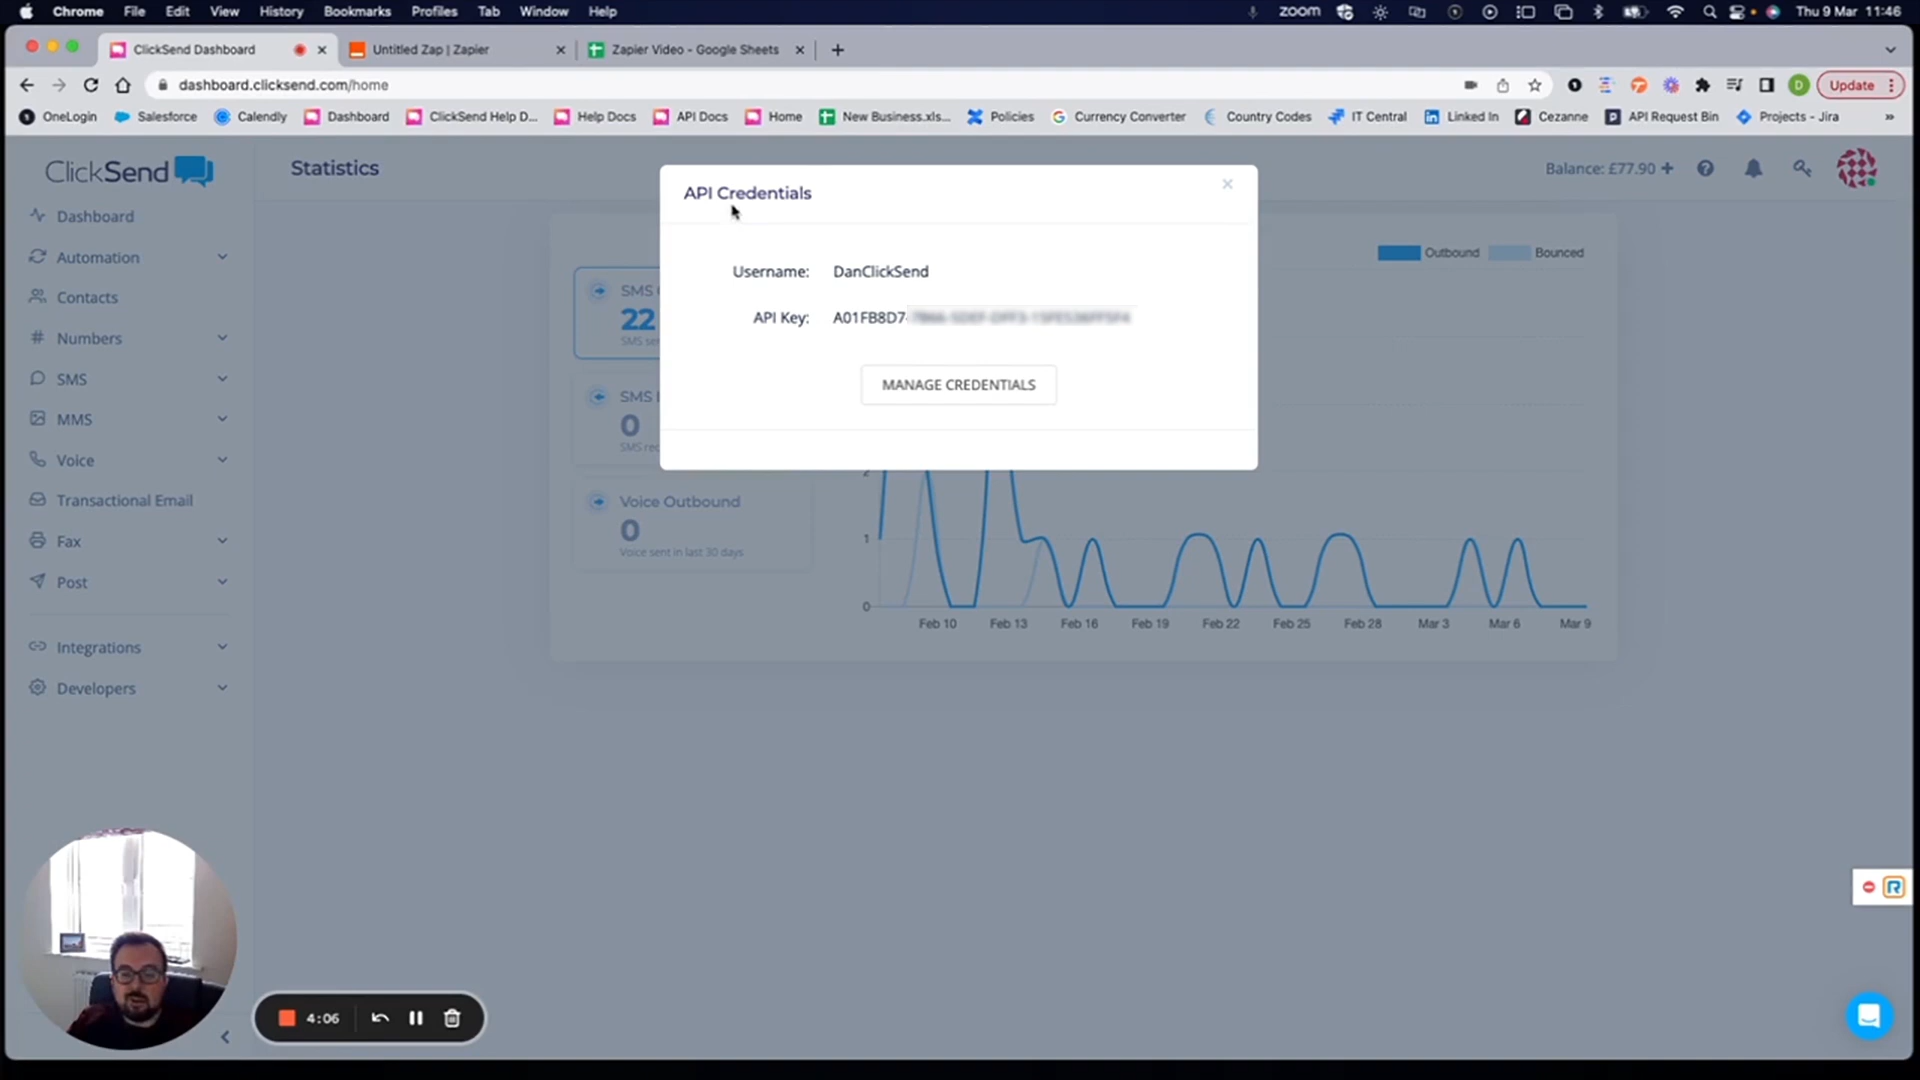 Chrome File Edit View History Bookmarks Profiles Tab Window Help zoom Thu 9 Mar 11:46
ClickSend Dashboard Untitled Zap | Zapier Zapier Video - Google Sheets
dashboard.clicksend.com/home D Update
OneLogin Salesforce Calendly Dashboard ClickSend Help D... Help Docs API Docs Home New Business.xls... Policies Currency Converter Country Codes IT Central Linked In Cezanne API Request Bin Projects - Jira »
ClickSend
Statistics
Balance: £77.90 +
Dashboard
Automation
Contacts
Numbers
SMS
MMS
Voice
Transactional Email
Fax
Post
Integrations
Developers
API Credentials
Username: DanClickSend
API Key: A01FB8D7
MANAGE CREDENTIALS
Outbound Bounced
SMS
22
SMS
0
Voice Outbound
0
Voice sent in last 30 days
1
0
Feb 10 Feb 13 Feb 16 Feb 19 Feb 22 Feb 25 Feb 28 Mar 3 Mar 6 Mar 9
4:06